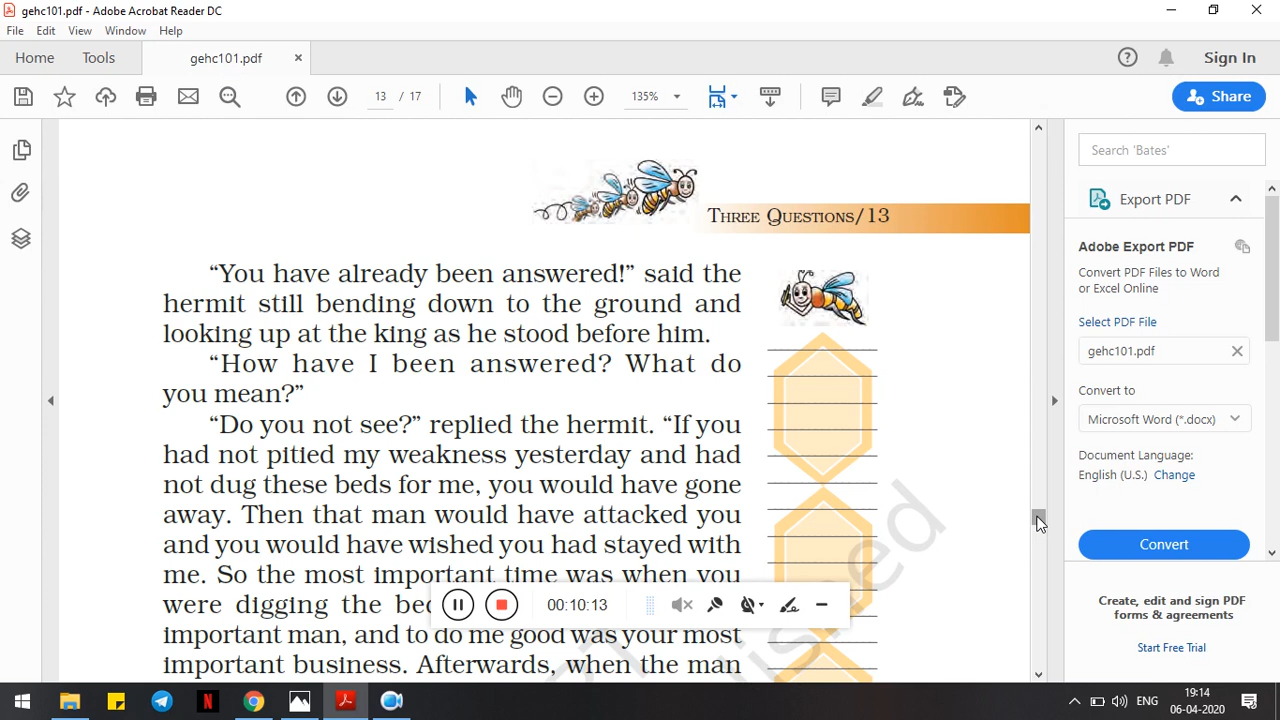 gehc101.pdf - Adobe Acrobat Reader DC
File Edit View Window Help
Home Tools gehc101.pdf × Sign In
13 / 17 135% Share
Search 'Bates'
Export PDF
Adobe Export PDF
Convert PDF Files to Word
or Excel Online
Select PDF File
gehc101.pdf
Convert to
Microsoft Word (*.docx)
Document Language:
English (U.S.) Change
Convert
Create, edit and sign PDF
forms & agreements
Start Free Trial
THREE QUESTIONS/13
“You have already been answered!” said the
hermit still bending down to the ground and
looking up at the king as he stood before him.
“How have I been answered? What do
you mean?”
“Do you not see?” replied the hermit. “If you
had not pitied my weakness yesterday and had
not dug these beds for me, you would have gone
away. Then that man would have attacked you
and you would have wished you had stayed with
me. So the most important time was when you
were digging the
important man, and to do me good was your most
important business. Afterwards, when the man
00:10:13
ENG
19:14
06-04-2020